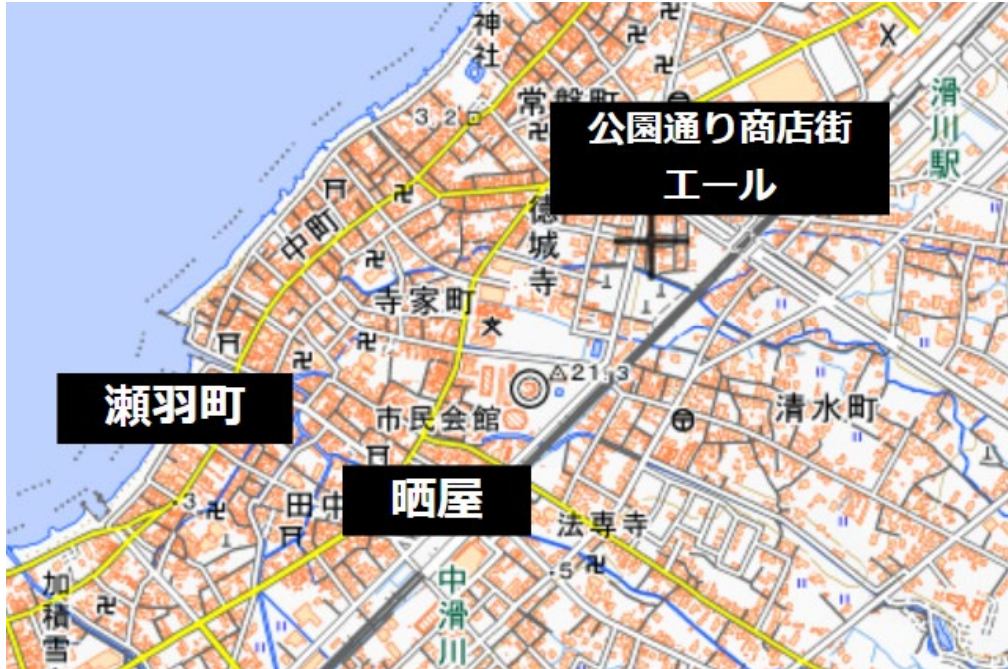 神社
常盤町
3.2
公園通り商店街
エール
滑川駅
中町
徳城寺
寺家町
21.3
瀬羽町
市民会館
清水町
田中
晒屋
3
法専寺
5
加積雪
中滑川